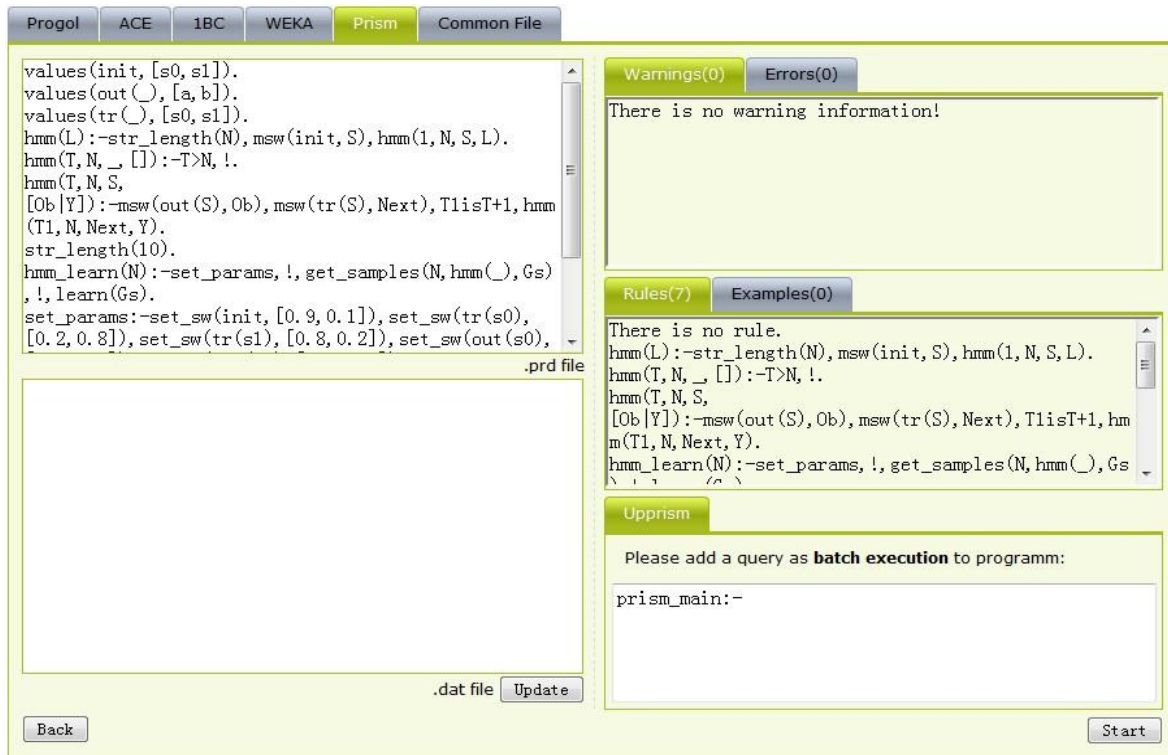 Progol ACE 1BC WEKA Prism Common File
values(init,[s0,s1]).
values(out(_),[a,b]).
values(tr(_),[s0,s1]).
hmm(L):-str_length(N),msw(init,S),hmm(1,N,S,L).
hmm(T,N,_,[]):-T>N,!.
hmm(T,N,S,
[Ob|Y]):-msw(out(S),Ob),msw(tr(S),Next),T1isT+1,hmm
(T1,N,Next,Y).
str_length(10).
hmm_learn(N):-set_params,!,get_samples(N,hmm(_),Gs)
,!,learn(Gs).
set_params:-set_sw(init,[0.9,0.1]),set_sw(tr(s0),
[0.2,0.8]),set_sw(tr(s1),[0.8,0.2]),set_sw(out(s0),
.prd file
.dat file Update
Back
Warnings(0) Errors(0)
There is no warning information!
Rules(7) Examples(0)
There is no rule.
hmm(L):-str_length(N),msw(init,S),hmm(1,N,S,L).
hmm(T,N,_,[]):-T>N,!.
hmm(T,N,S,
[Ob|Y]):-msw(out(S),Ob),msw(tr(S),Next),T1isT+1,hm
m(T1,N,Next,Y).
hmm_learn(N):-set_params,!,get_samples(N,hmm(_),Gs
Upprism
Please add a query as batch execution to programm:
prism_main:-
Start